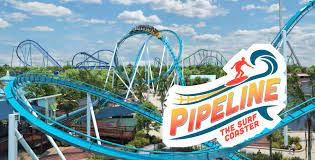 PIPELINE
THE SURF
COASTER